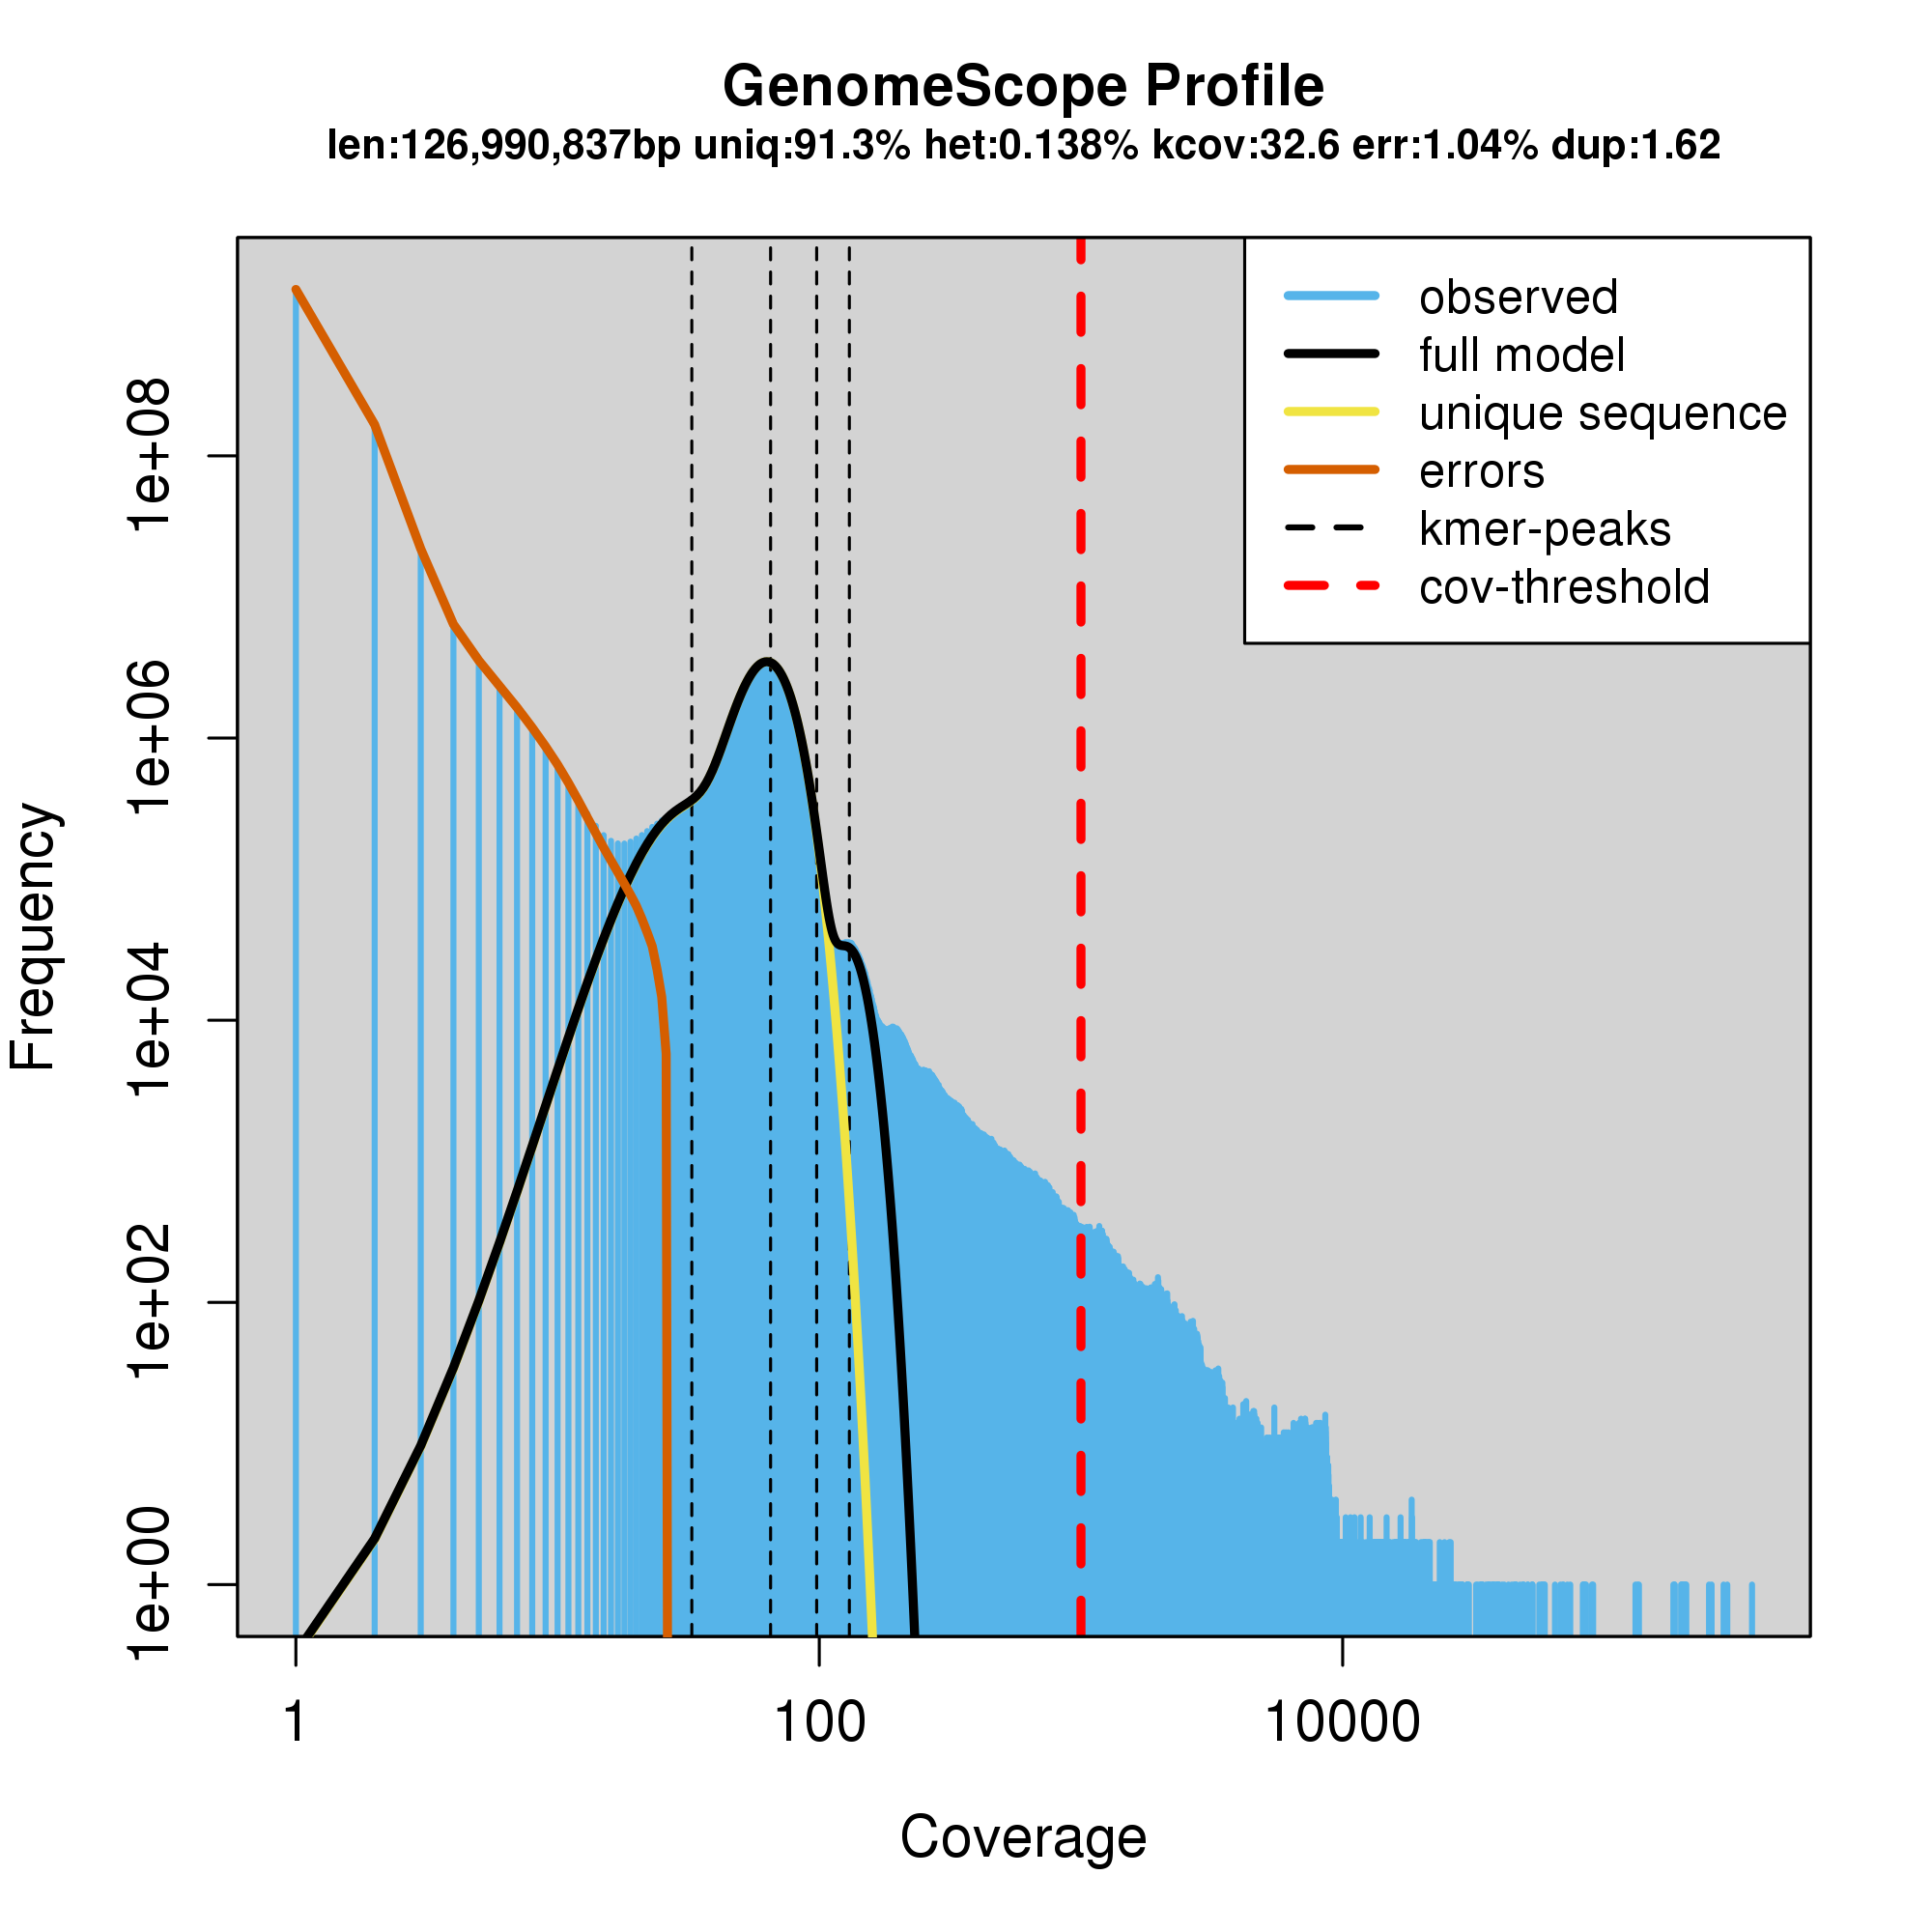 GenomeScope Profile
len:126,990,837bp uniq:91.3% het:0.138% kcov:32.6 err:1.04% dup:1.62
observed
full model
unique sequence
errors
kmer-peaks
cov-threshold
Frequency
1e+08
1e+06
1e+04
1e+02
1e+00
1
100
10000
Coverage